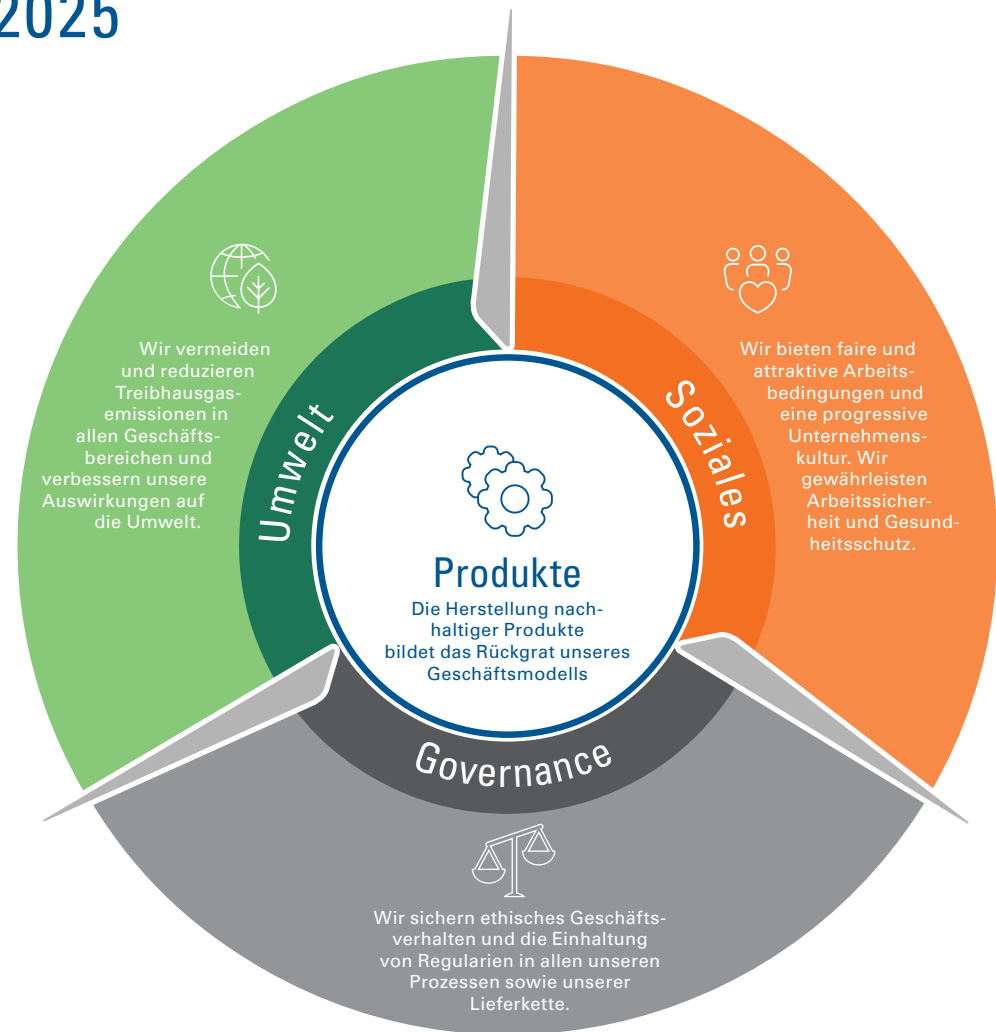 2025
Umwelt
Wir vermeiden
und reduzieren
Treibhausgas-
emissionen in
allen Geschäfts-
bereichen und
verbessern unsere
Auswirkungen auf
die Umwelt.
Soziales
Wir bieten faire und
attraktive Arbeits-
bedingungen und
eine progressive
Unternehmens-
kultur. Wir
gewährleisten
Arbeitssicher-
heit und Gesund-
heitsschutz.
Produkte
Die Herstellung nach-
haltiger Produkte
bildet das Rückgrat unseres
Geschäftsmodells
Governance
Wir sichern ethisches Geschäfts-
verhalten und die Einhaltung
von Regularien in allen unseren
Prozessen sowie unserer
Lieferkette.